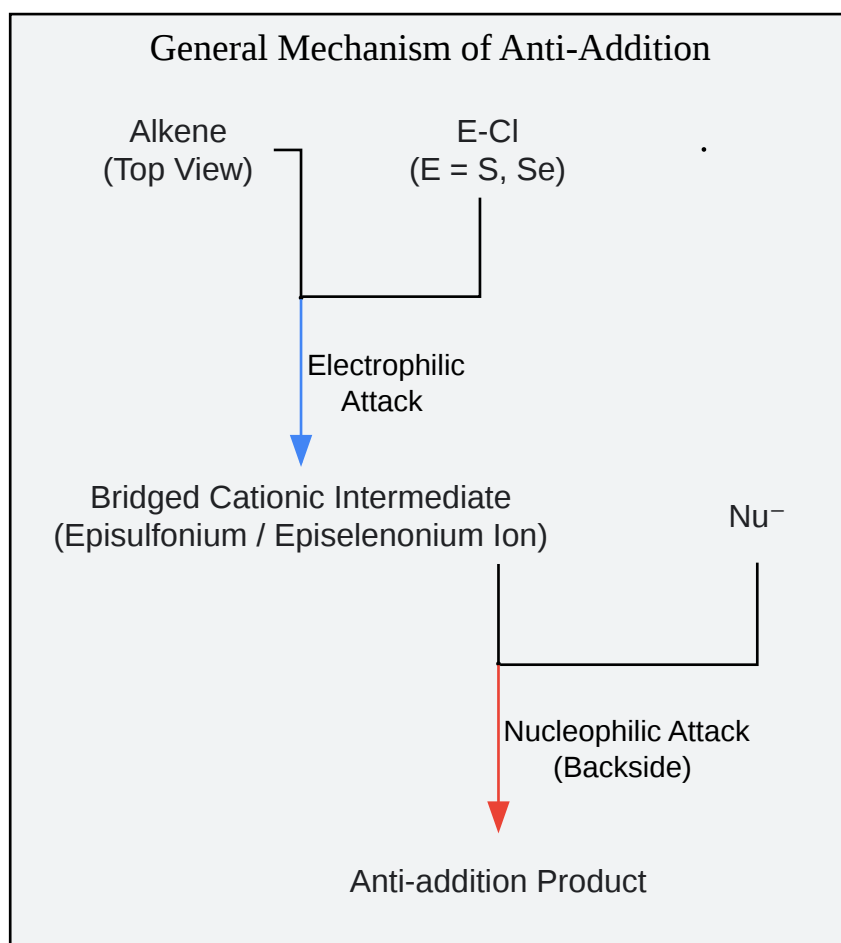 General Mechanism of Anti-Addition
Alkene
(Top View)
E-Cl
(E = S, Se)
Electrophilic
Attack
Bridged Cationic Intermediate
(Episulfonium / Episelenonium Ion)
Nu⁻
Nucleophilic Attack
(Backside)
Anti-addition Product